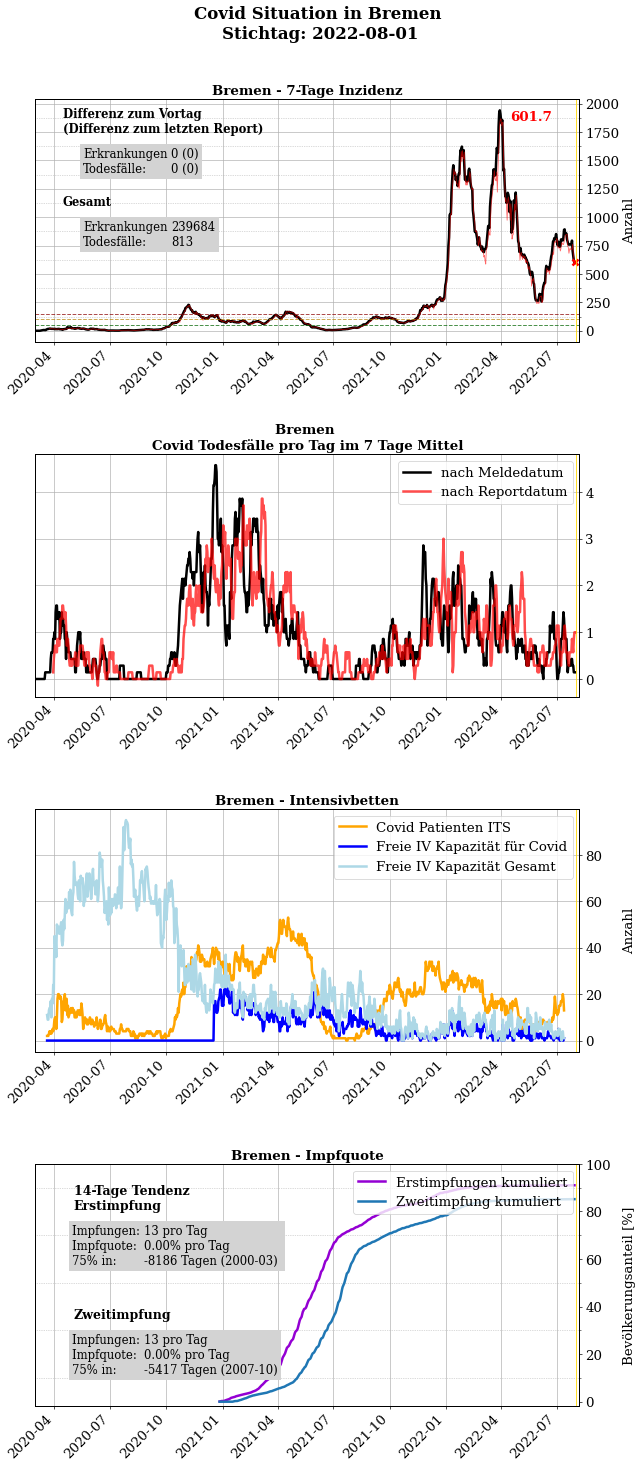 Covid Situation in Bremen
Stichtag: 2022-08-01
Bremen - 7-Tage Inzidenz
Differenz zum Vortag
(Differenz zum letzten Report)
Erkrankungen 0 (0)
Todesfälle: 0 (0)
Gesamt
Erkrankungen 239684
Todesfälle: 813
601.7
2000
1750
1500
1250
1000
750
500
250
0
Anzahl
2020-04
2020-07
2020-10
2021-01
2021-04
2021-07
2021-10
2022-01
2022-04
2022-07
Bremen
Covid Todesfälle pro Tag im 7 Tage Mittel
nach Meldedatum
nach Reportdatum
4
3
2
1
0
2020-04
2020-07
2020-10
2021-01
2021-04
2021-07
2021-10
2022-01
2022-04
2022-07
Bremen - Intensivbetten
Covid Patienten ITS
Freie IV Kapazität für Covid
Freie IV Kapazität Gesamt
80
60
40
20
0
Anzahl
2020-04
2020-07
2020-10
2021-01
2021-04
2021-07
2021-10
2022-01
2022-04
2022-07
Bremen - Impfquote
14-Tage Tendenz
Erstimpfung
Impfungen: 13 pro Tag
Impfquote: 0.00% pro Tag
75% in: -8186 Tagen (2000-03)
Zweitimpfung
Impfungen: 13 pro Tag
Impfquote: 0.00% pro Tag
75% in: -5417 Tagen (2007-10)
Erstimpfungen kumuliert
Zweitimpfung kumuliert
100
80
60
40
20
0
Bevölkerungsanteil [%]
2020-04
2020-07
2020-10
2021-01
2021-04
2021-07
2021-10
2022-01
2022-04
2022-07